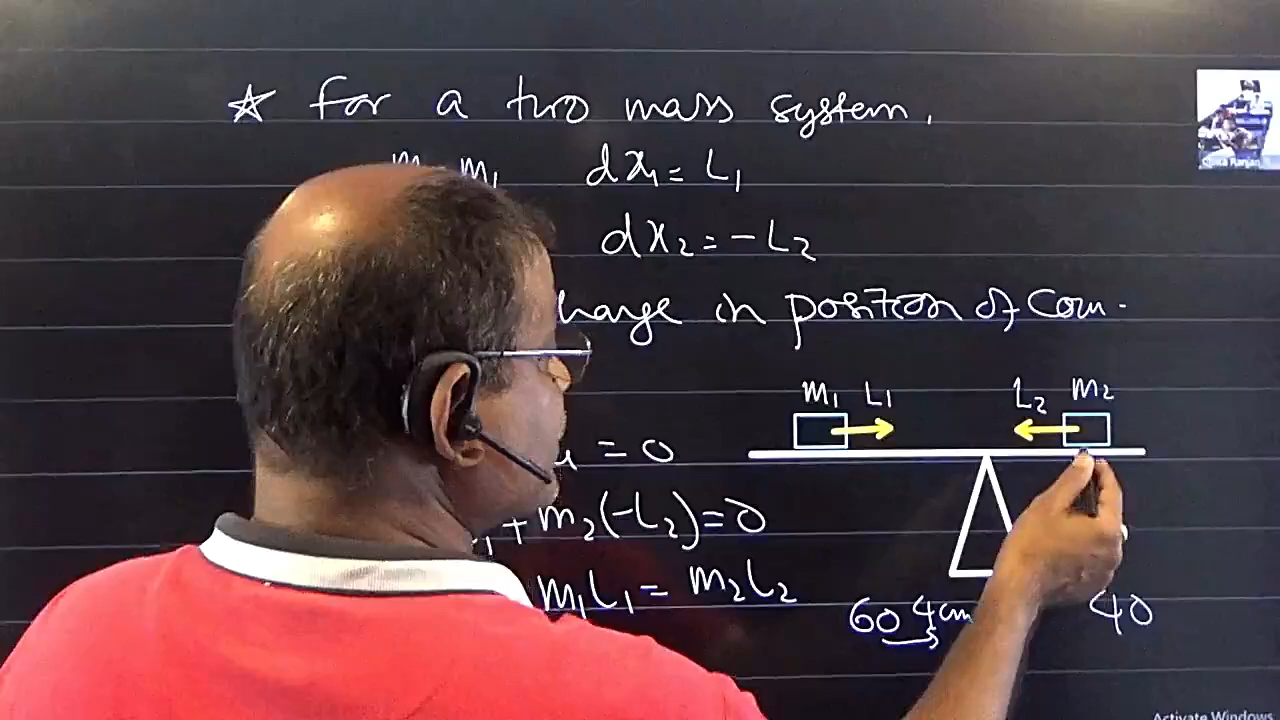 ☆ For a two mass system,
m₁ dx₁ = L₁
dx₂ = -L₂
hange in position of Com.
M₁ L₁ L₂ M₂
= 0
+ m₂(-L₂) = 0
m₁L₁ = m₂L₂
60 4cm 40
Activate Windows